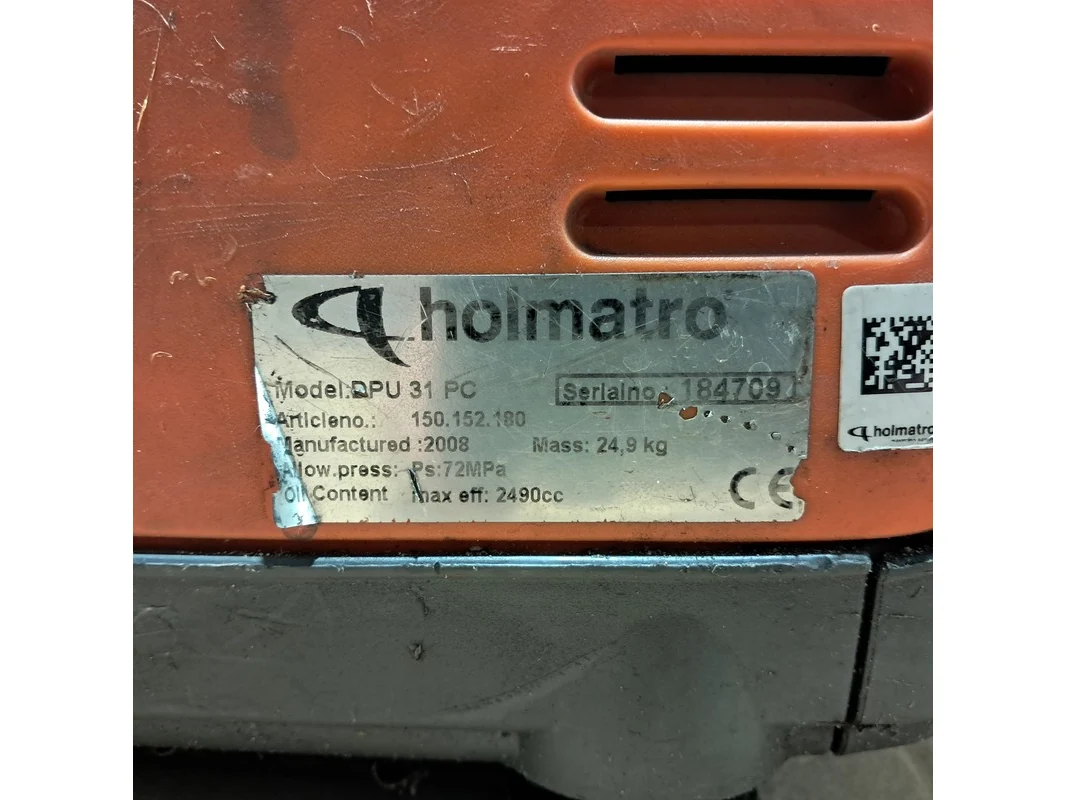 holmatro
Model.DPU 31 PC Serialno.: 184709
Articleno.: 150.152.180
Manufactured :2008 Mass: 24,9 kg
Allow.press: Ps:72MPa
Oil Content max eff: 2490cc
CE
holmatro